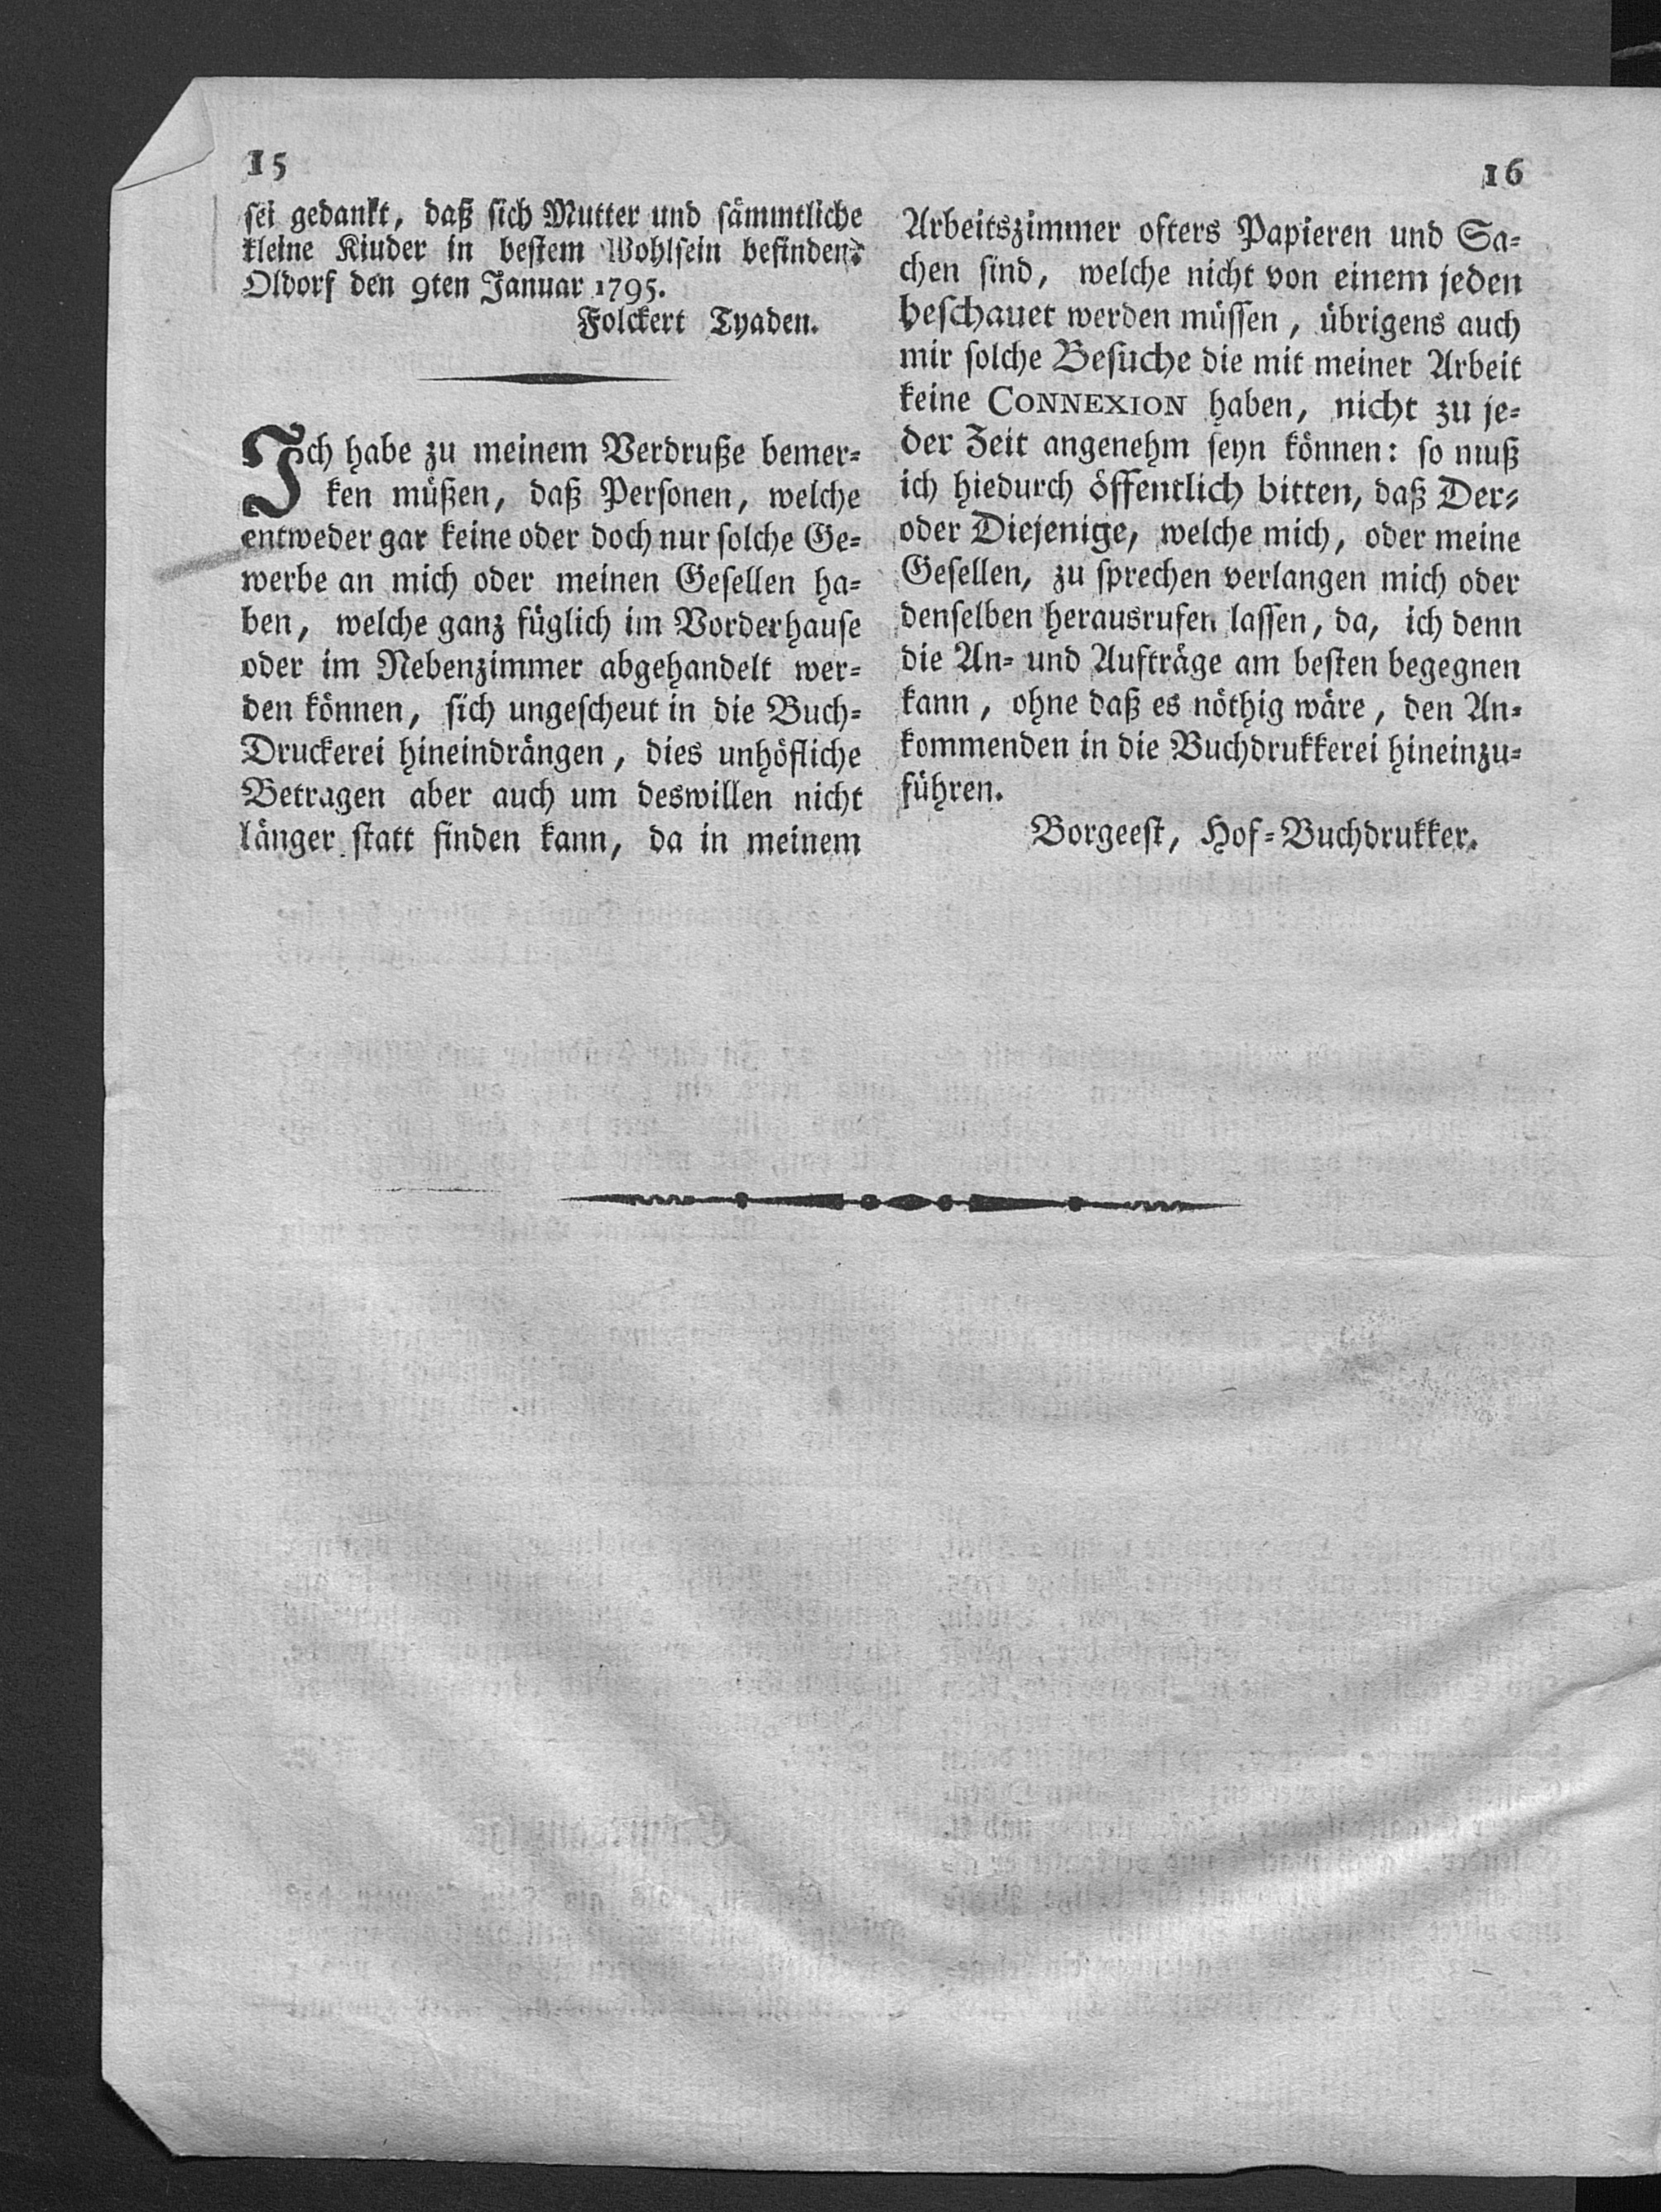 15
sei gedankt, daß sich Mutter und sämmtliche
kleine Kiuder in bestem Wohlsein befinden.
Oldorf den 9ten Januar 1795.
Folckert Tyaden.
Ich habe zu meinem Verdruße bemer=
ken müßen, daß Personen, welche
entweder gar keine oder doch nur solche Ge=
werbe an mich oder meinen Gesellen ha=
ben, welche ganz füglich im Vorderhause
oder im Nebenzimmer abgehandelt wer=
den können, sich ungescheut in die Buch=
Druckerei hineindrängen, dies unhöfliche
Betragen aber auch um deswillen nicht
länger statt finden kann, da in meinem
16
Arbeitszimmer ofters Papieren und Sa=
chen sind, welche nicht von einem jeden
beschauet werden müssen, übrigens auch
mir solche Besuche die mit meiner Arbeit
keine CONNEXION haben, nicht zu je=
der Zeit angenehm seyn können: so muß
ich hiedurch öffentlich bitten, daß Der=
oder Diejenige, welche mich, oder meine
Gesellen, zu sprechen verlangen mich oder
denselben herausrufen lassen, da, ich denn
die An= und Aufträge am besten begegnen
kann, ohne daß es nöthig wäre, den An=
kommenden in die Buchdrukkerei hineinzu=
führen.
Borgeest, Hof=Buchdrukker.